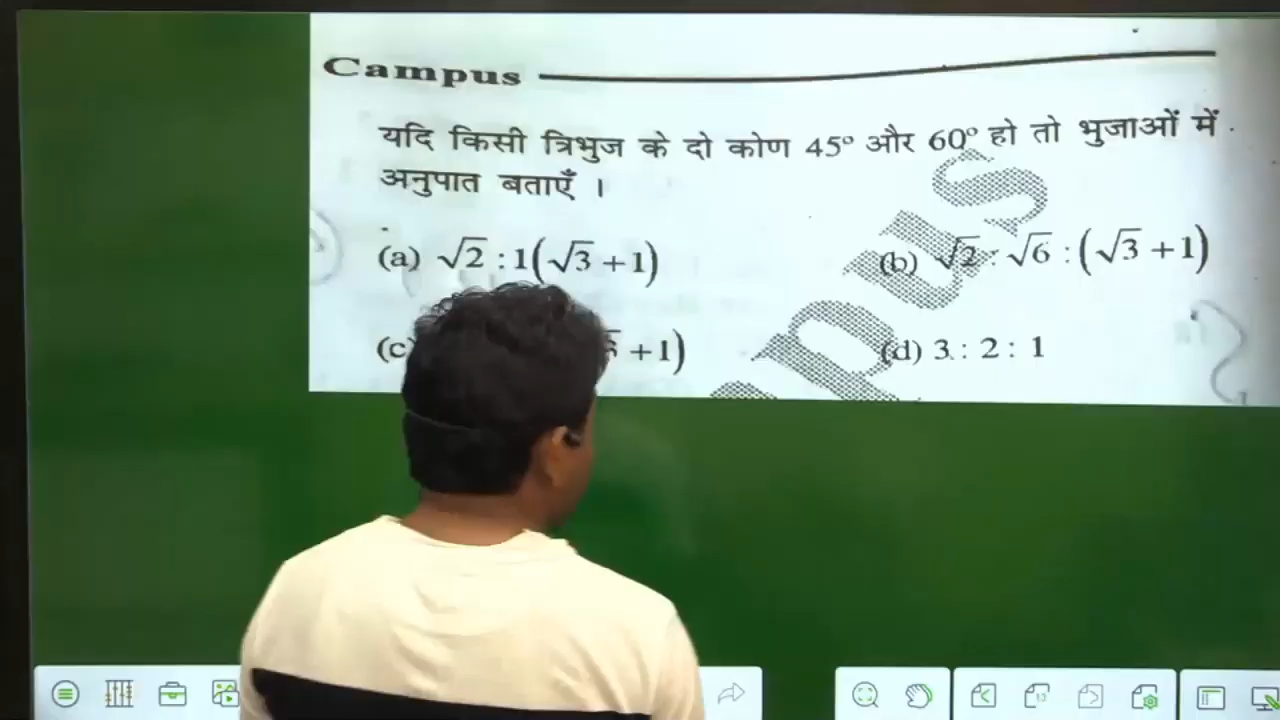 Campus
यदि किसी त्रिभुज के दो कोण 45° और 60° हो तो भुजाओं में
अनुपात बताएँ ।
(a) √2 : 1(√3 + 1)
(b) √2 : √6 : (√3 + 1)
(c + 1)
(d) 3 : 2 : 1